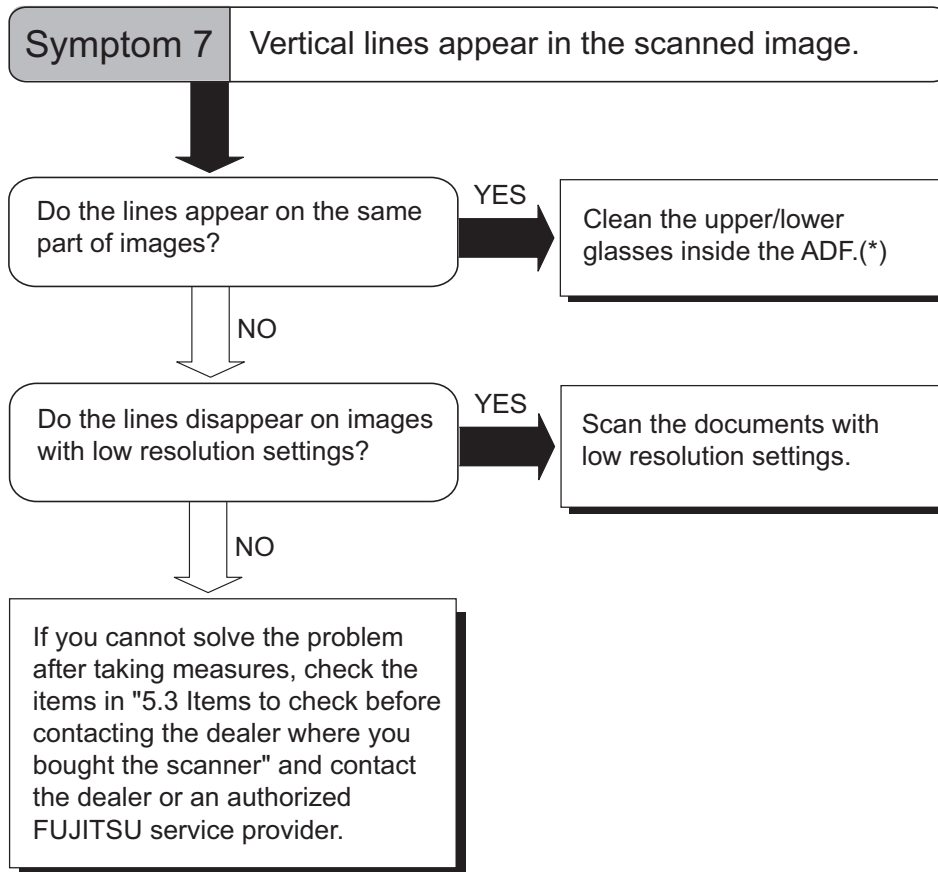 Symptom 7
Vertical lines appear in the scanned image.
Do the lines appear on the same
part of images?
YES
Clean the upper/lower
glasses inside the ADF.(*)
NO
Do the lines disappear on images
with low resolution settings?
YES
Scan the documents with
low resolution settings.
NO
If you cannot solve the problem
after taking measures, check the
items in "5.3 Items to check before
contacting the dealer where you
bought the scanner" and contact
the dealer or an authorized
FUJITSU service provider.